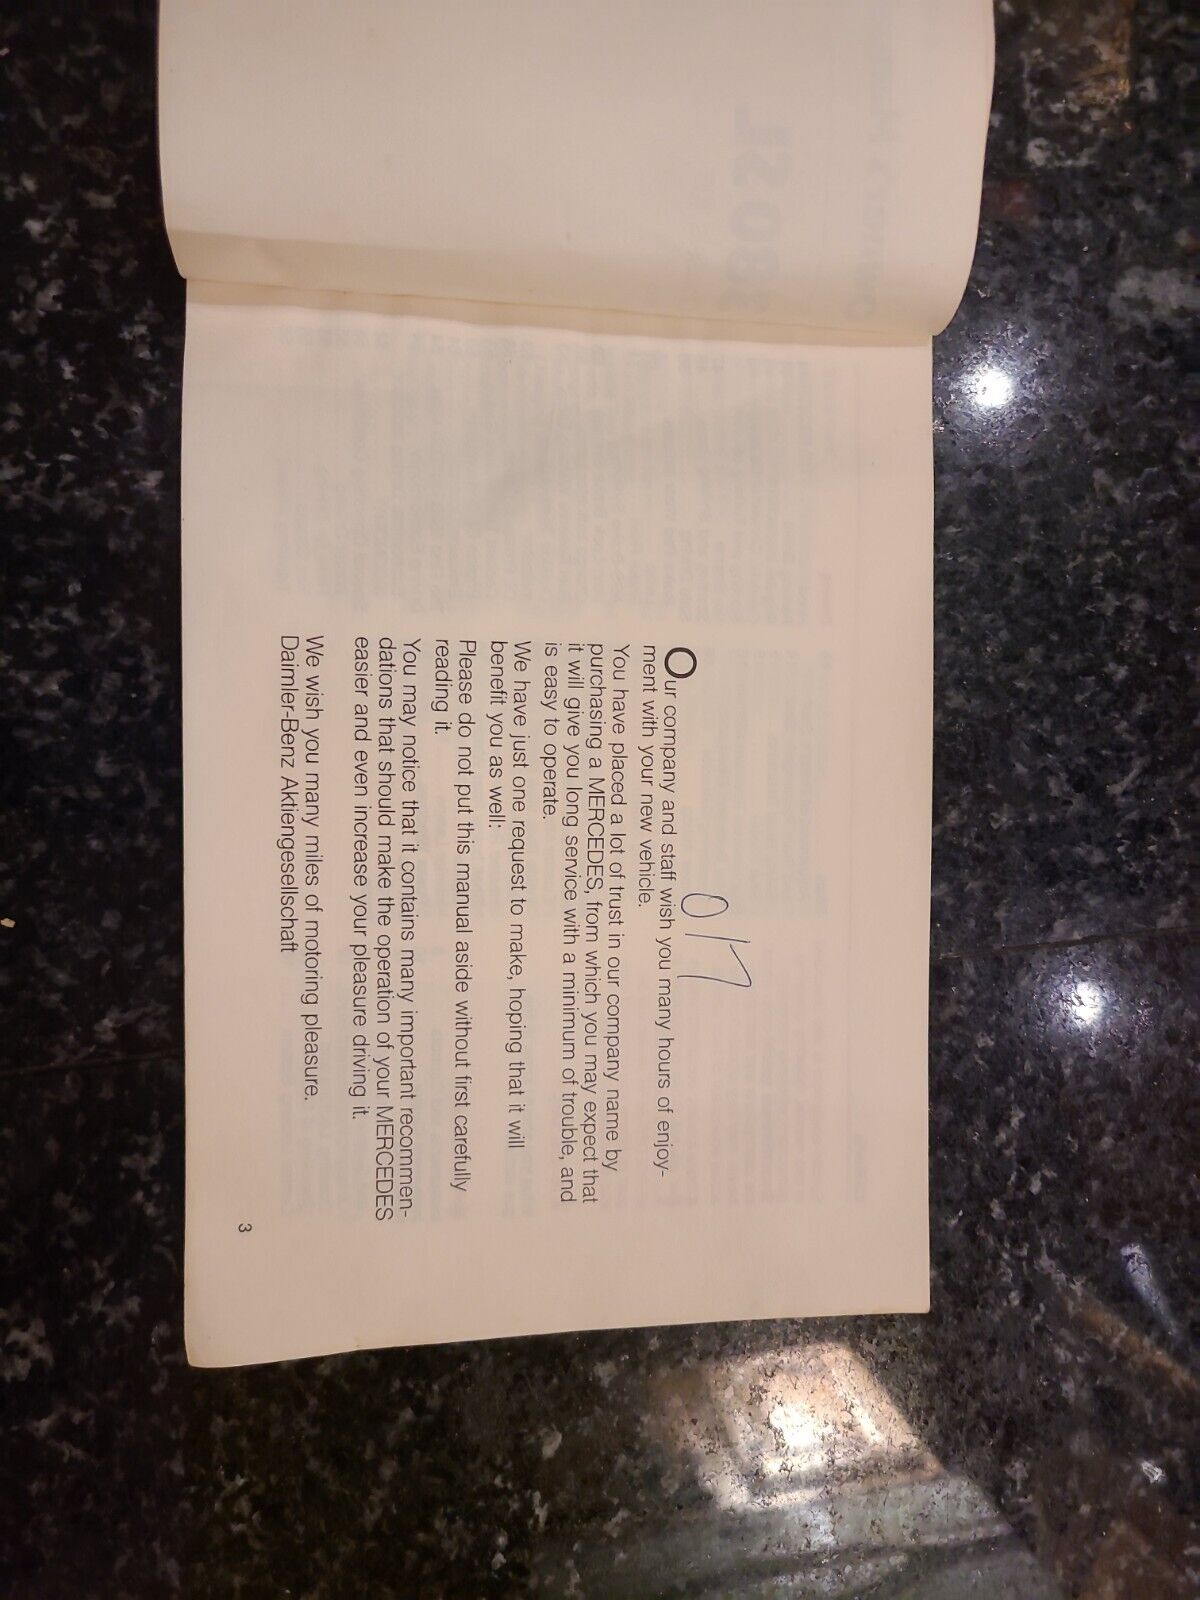 0/7
Our company and staff wish you many hours of enjoy-
ment with your new vehicle.
You have placed a lot of trust in our company name by
purchasing a MERCEDES, from which you may expect that
it will give you long service with a minimum of trouble, and
is easy to operate.
We have just one request to make, hoping that it will
benefit you as well:
Please do not put this manual aside without first carefully
reading it.
You may notice that it contains many important recommen-
dations that should make the operation of your MERCEDES
easier and even increase your pleasure driving it.
We wish you many miles of motoring pleasure.
Daimler-Benz Aktiengesellschaft
3